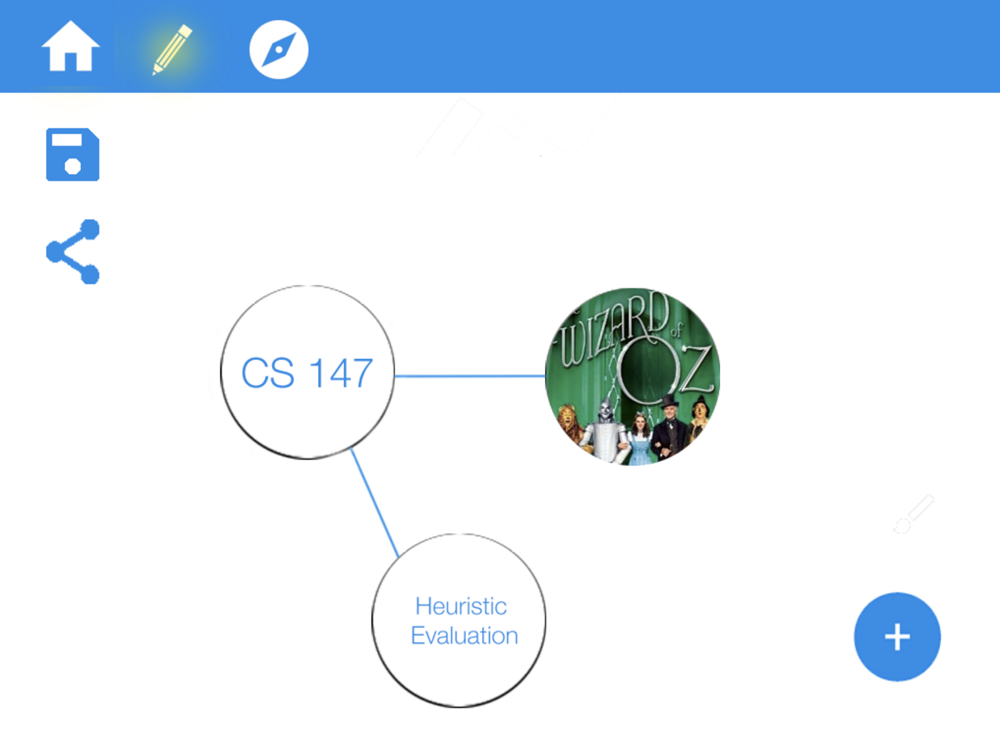 CS 147
WIZARD
of
OZ
Heuristic
Evaluation
+